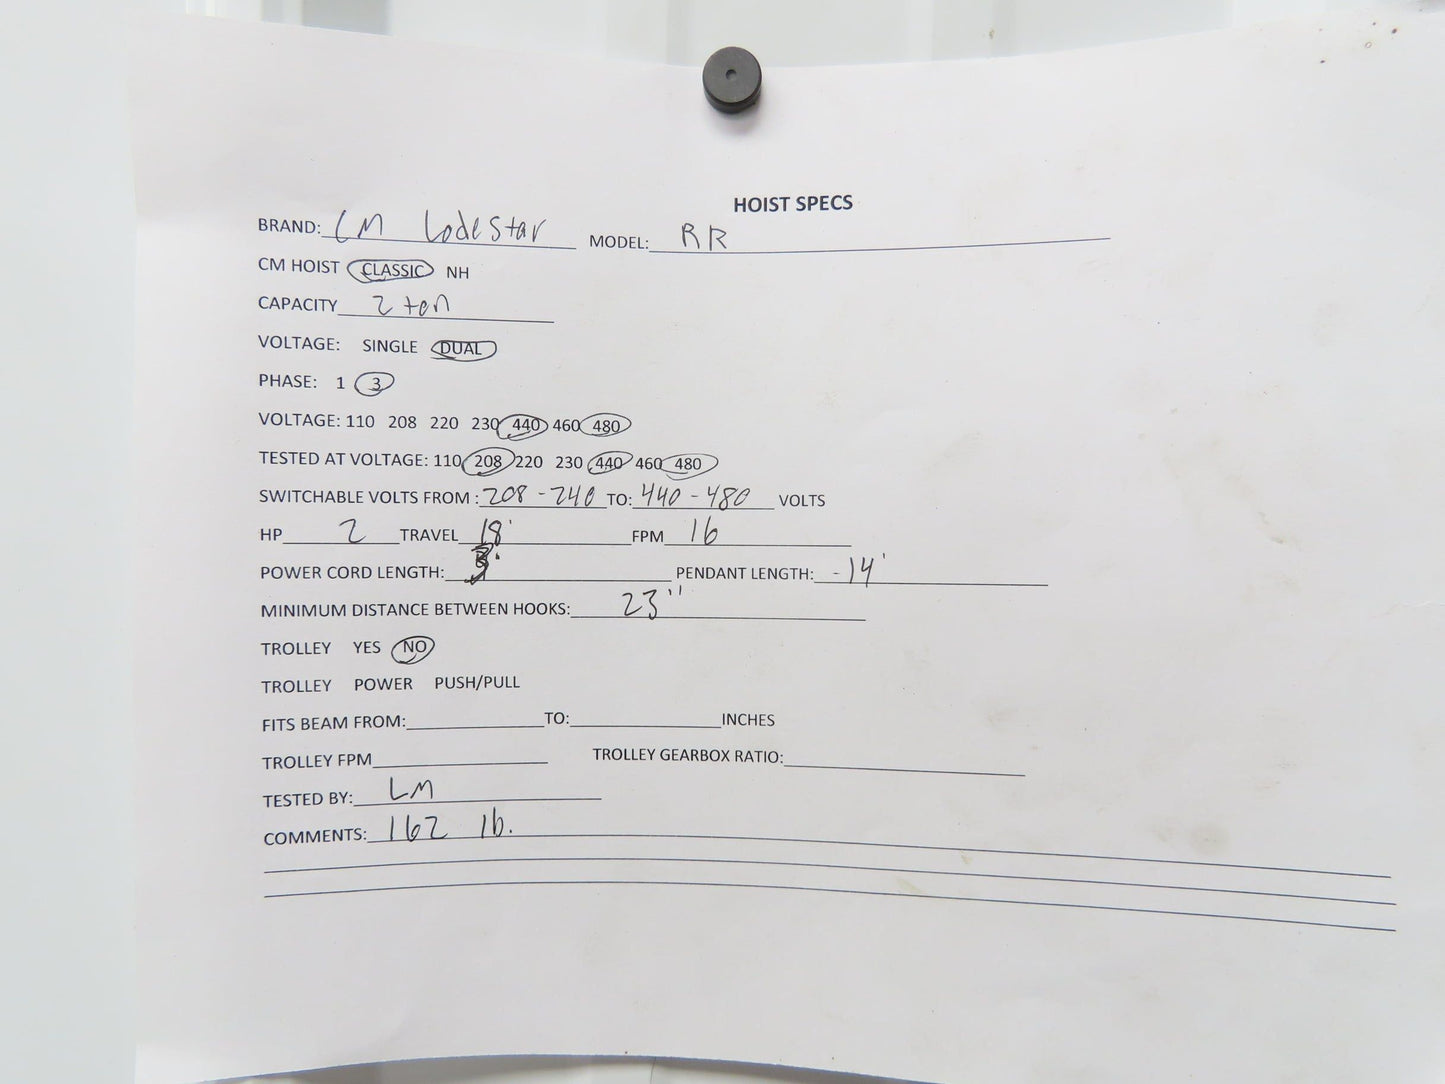 HOIST SPECS
BRAND: CM Lodestar MODEL: RR
CM HOIST CLASSIC NH
CAPACITY 2 ton
VOLTAGE: SINGLE DUAL
PHASE: 1 3
VOLTAGE: 110 208 220 230 440 460 480
TESTED AT VOLTAGE: 110 208 220 230 440 460 480
SWITCHABLE VOLTS FROM: 208-240 TO: 440-480 VOLTS
HP 2 TRAVEL 18' FPM 16
POWER CORD LENGTH: PENDANT LENGTH: -14'
MINIMUM DISTANCE BETWEEN HOOKS: 23"
TROLLEY YES NO
TROLLEY POWER PUSH/PULL
FITS BEAM FROM: TO: INCHES
TROLLEY FPM TROLLEY GEARBOX RATIO:
TESTED BY: LM
COMMENTS: 162 lb.